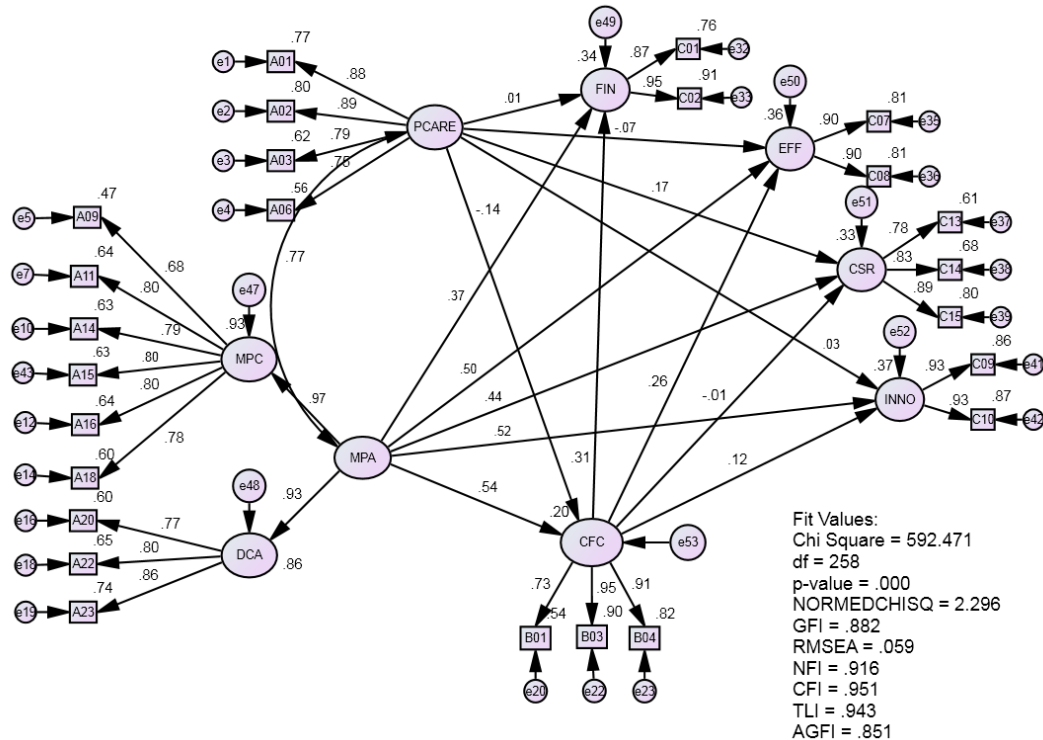 e49
.76
.77
.34
.87
C01
e32
e1
A01
.88
FIN
.95
.91
e50
.80
C02
e33
e2
A02
.89
PCARE
.01
-.07
.36
.90
C07
.81
e35
.62
.79
EFF
e3
A03
.75
.90
.81
C08
e36
.56
.17
e51
.61
e4
A06
.47
-.14
.78
C13
e37
e5
A09
.33
.68
.77
.83
C14
e38
.64
.68
CSR
.89
.80
e7
A11
.80
e47
.37
C15
e39
.63
e52
e10
A14
.79
.93
.03
.86
.63
MPC
.37
.93
C09
e41
e43
A15
.80
.50
.26
INNO
.80
.44
-.01
.93
.87
e12
A16
.64
.97
.52
C10
e42
.78
MPA
.31
.12
e14
A18
.60
e48
.93
.54
e16
A20
.60
.77
.20
.65
CFC
e53
e18
A22
.80
DCA
.86
.74
.86
.73
.95
.91
e19
A23
.54
.90
.82
B01
B03
B04
e20
e22
e23
Fit Values:
Chi Square = 592.471
df = 258
p-value = .000
NORMEDCHISQ = 2.296
GFI = .882
RMSEA = .059
NFI = .916
CFI = .951
TLI = .943
AGFI = .851